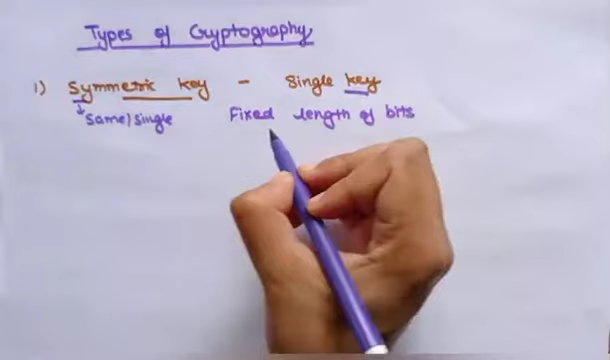 Types of Cryptography
1) Symmetric key - Single key
↓ Same/single Fixed length of bits